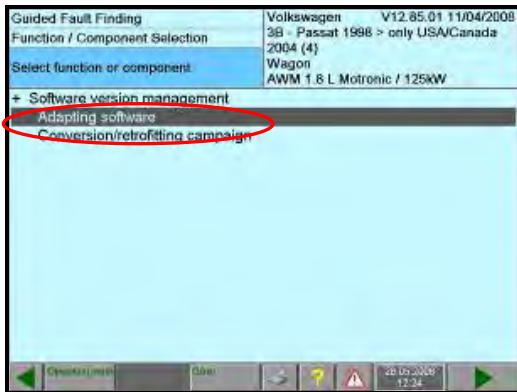 Guided Fault Finding
Function / Component Selection
Select function or component
Volkswagen V12.85.01 11/04/2008
3B - Passat 1998 > only USA/Canada
2004 (4)
Wagon
AWM 1.8 L Motronic / 125kW
+ Software version management
Adapting software
Conversion/retrofitting campaign
?
12:24